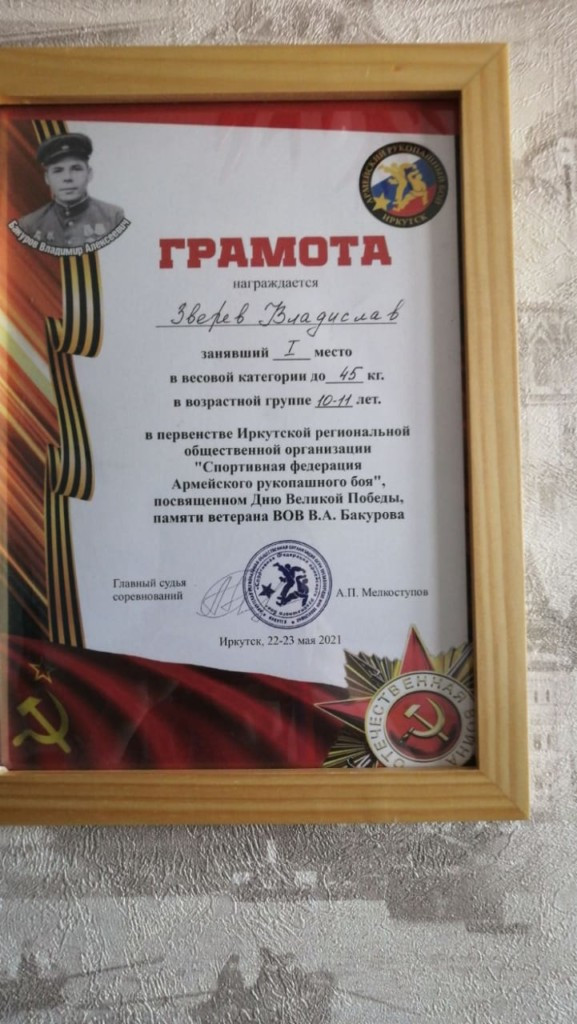 Бакуров Владимир Алексеевич
АРМЕЙСКИЙ РУКОПАШНЫЙ БОЙ
ИРКУТСК
ГРАМОТА
награждается
Зверев Владислав
занявший I место
в весовой категории до 45 кг.
в возрастной группе 10-11 лет.
в первенстве Иркутской региональной
общественной организации
"Спортивная федерация
Армейского рукопашного боя",
посвященном Дню Великой Победы,
памяти ветерана ВОВ В.А. Бакурова
Главный судья
соревнований
А.П. Мелкоступов
Иркутск, 22-23 мая 2021
ОТЕЧЕСТВЕННАЯ ВОЙНА